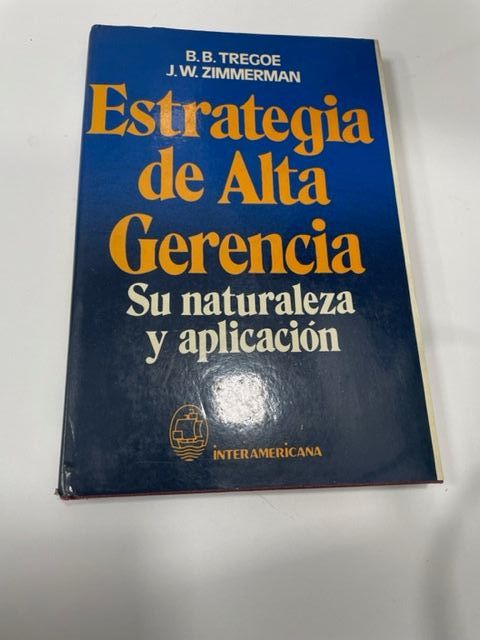 B. B. TREGOE
J. W. ZIMMERMAN
Estrategia
de Alta
Gerencia
Su naturaleza
y aplicación
INTERAMERICANA